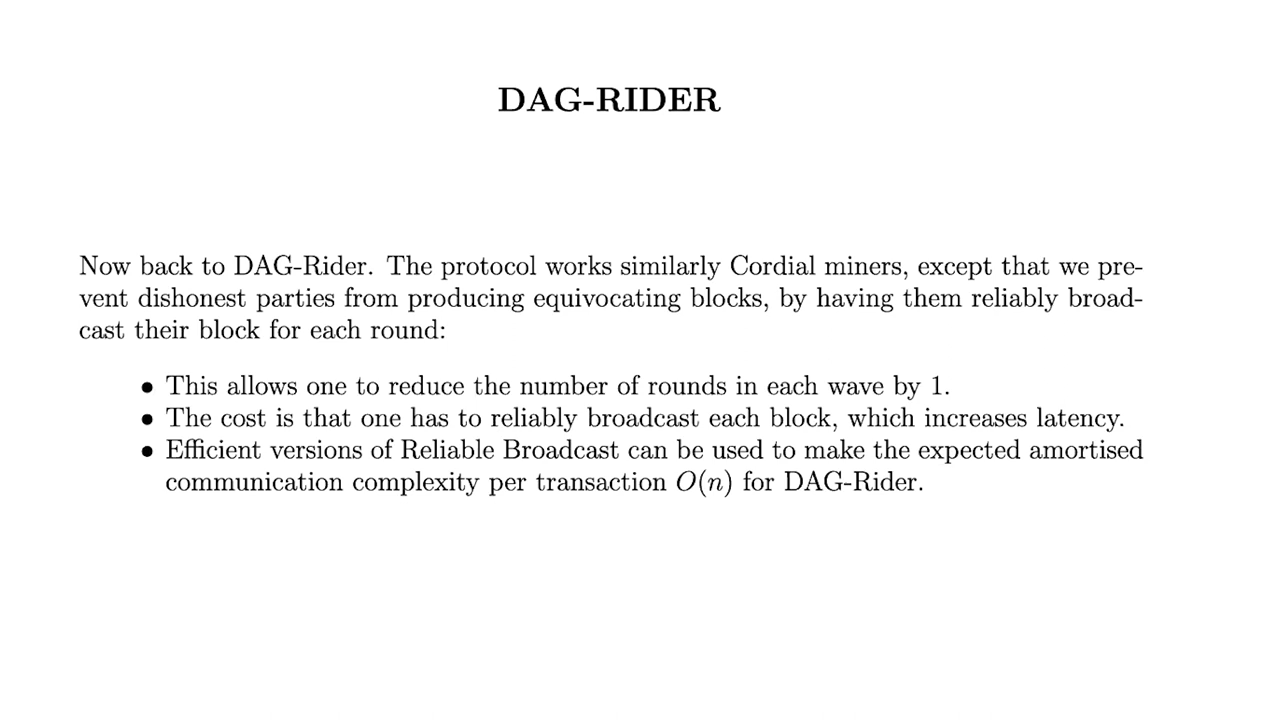 DAG-RIDER
Now back to DAG-Rider. The protocol works similarly Cordial miners, except that we pre-
vent dishonest parties from producing equivocating blocks, by having them reliably broad-
cast their block for each round:
• This allows one to reduce the number of rounds in each wave by 1.
• The cost is that one has to reliably broadcast each block, which increases latency.
• Efficient versions of Reliable Broadcast can be used to make the expected amortised
communication complexity per transaction O(n) for DAG-Rider.